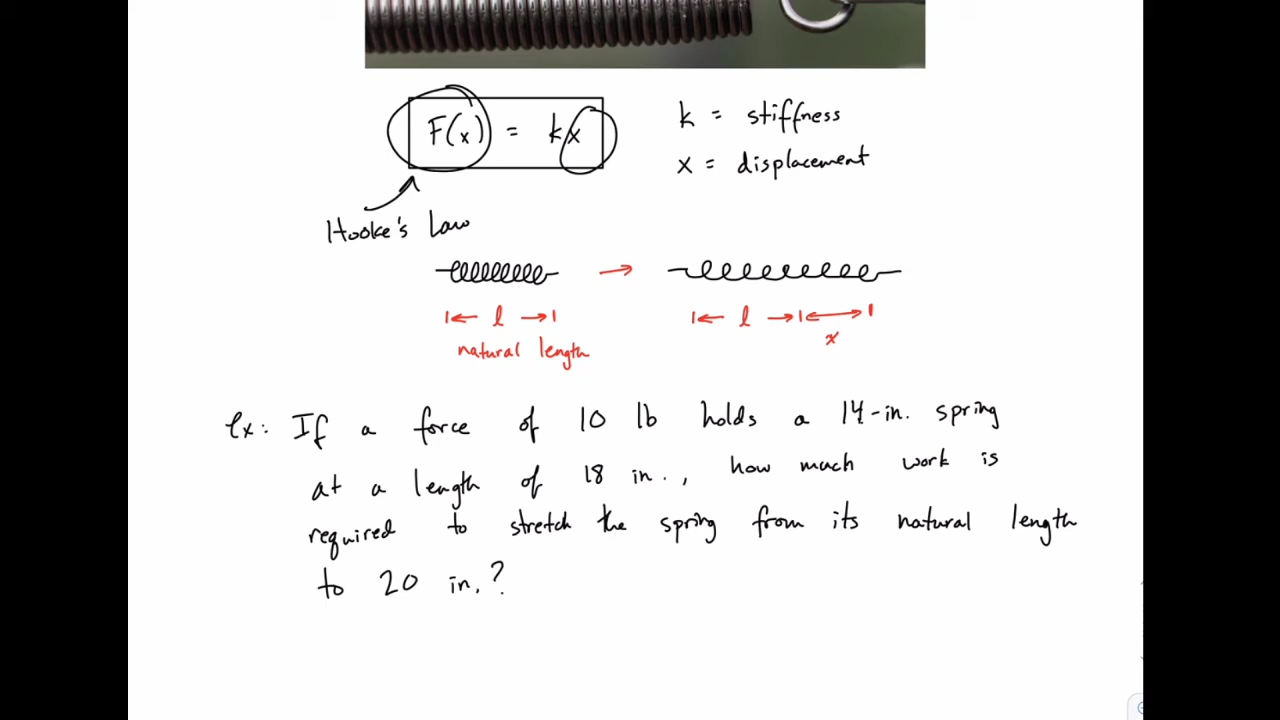 F(x) = kx
k = stiffness
x = displacement
Hooke's Law
l
natural length
l
x
ex: If a force of 10 lb holds a 14-in. spring
at a length of 18 in., how much work is
required to stretch the spring from its natural length
to 20 in.?